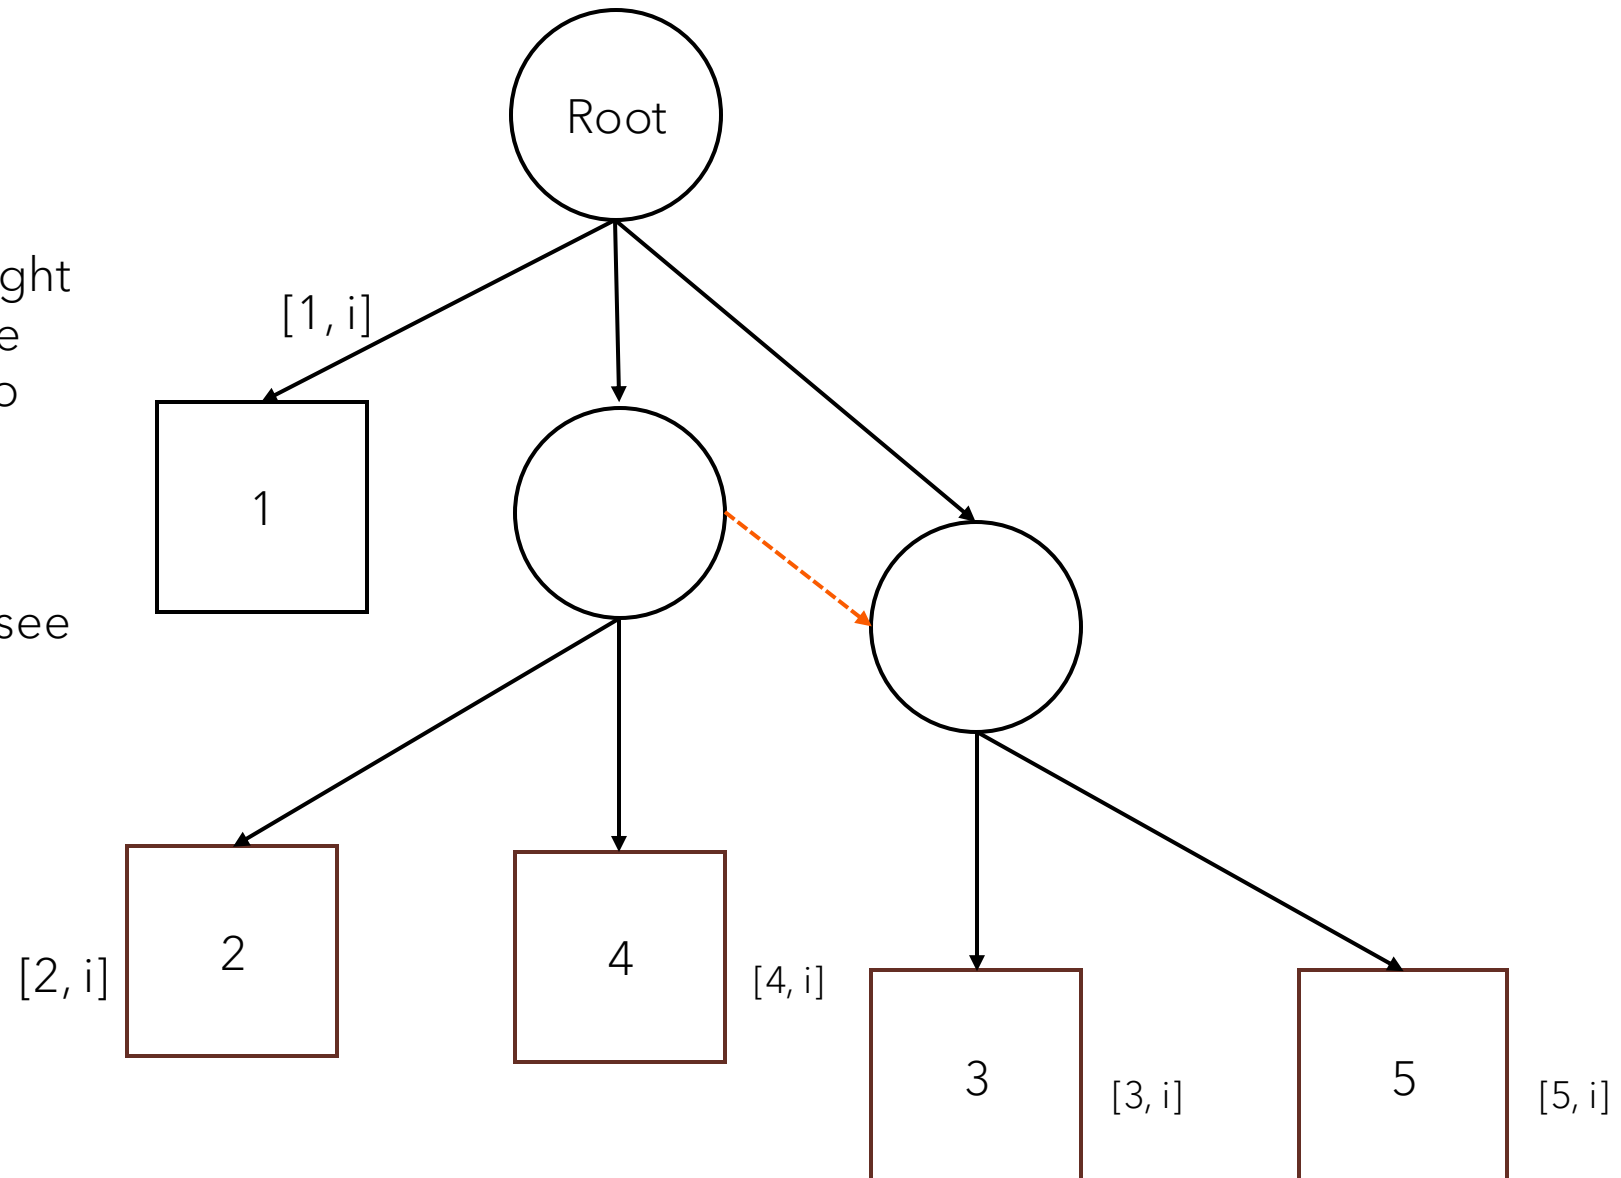 Root
ght
[1, i]
e
o
1
see
2
4
[2, i]
[4, i]
3
5
[3, i]
[5, i]